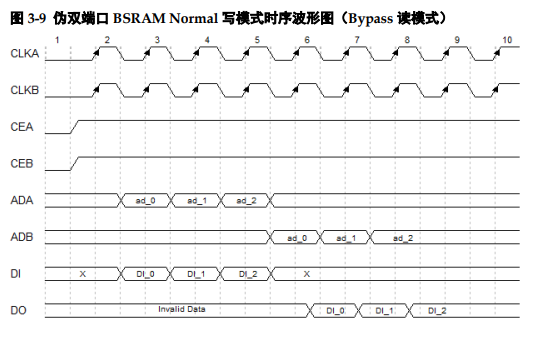 图 3-9 伪双端口 BSRAM Normal 写模式时序波形图（Bypass 读模式）
1 2 3 4 5 6 7 8 9 10
CLKA
CLKB
CEA
CEB
ADA ad_0 ad_1 ad_2
ADB ad_0 ad_1 ad_2
DI X DI_0 DI_1 DI_2 X
DO Invalid Data DI_0 DI_1 DI_2